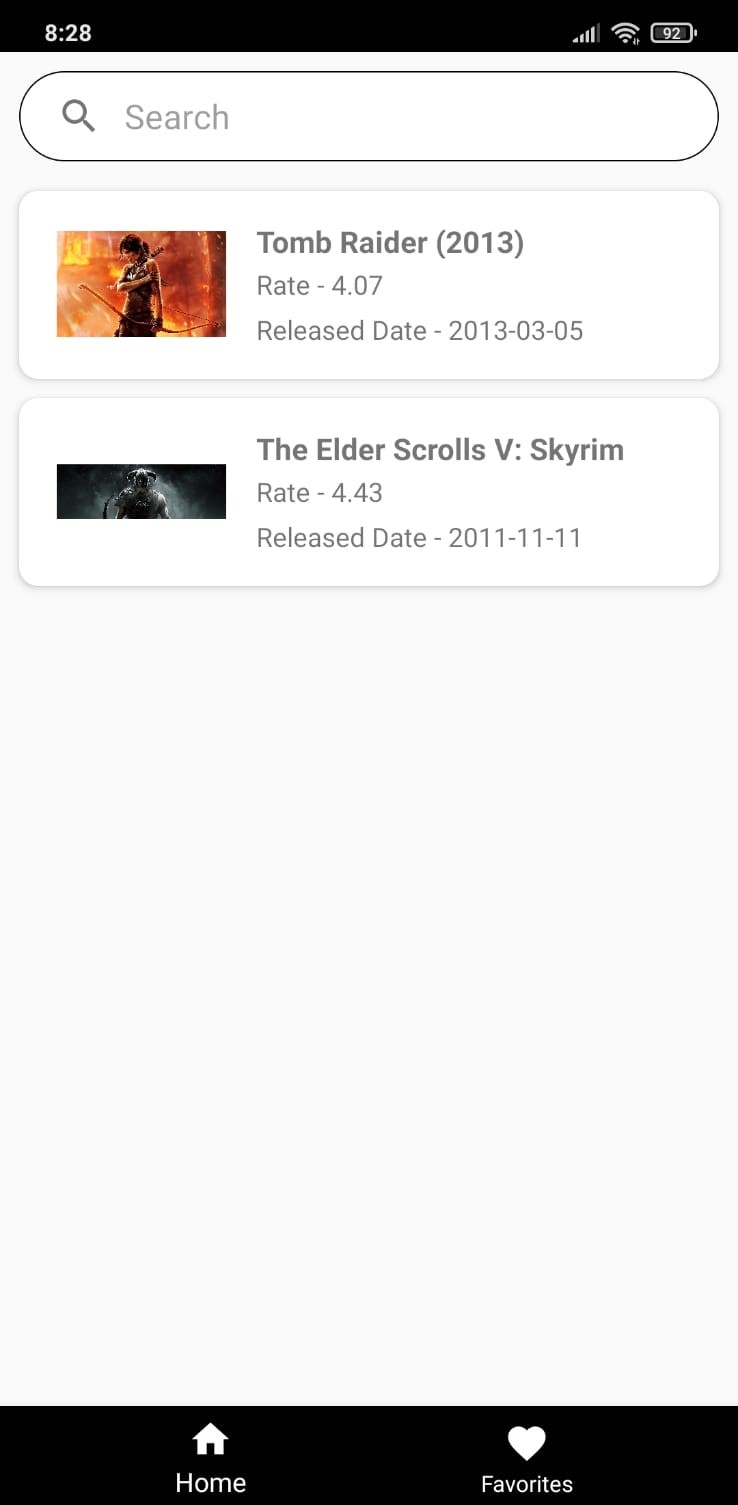 8:28
92
Search
Tomb Raider (2013)
Rate - 4.07
Released Date - 2013-03-05
The Elder Scrolls V: Skyrim
Rate - 4.43
Released Date - 2011-11-11
Home
Favorites